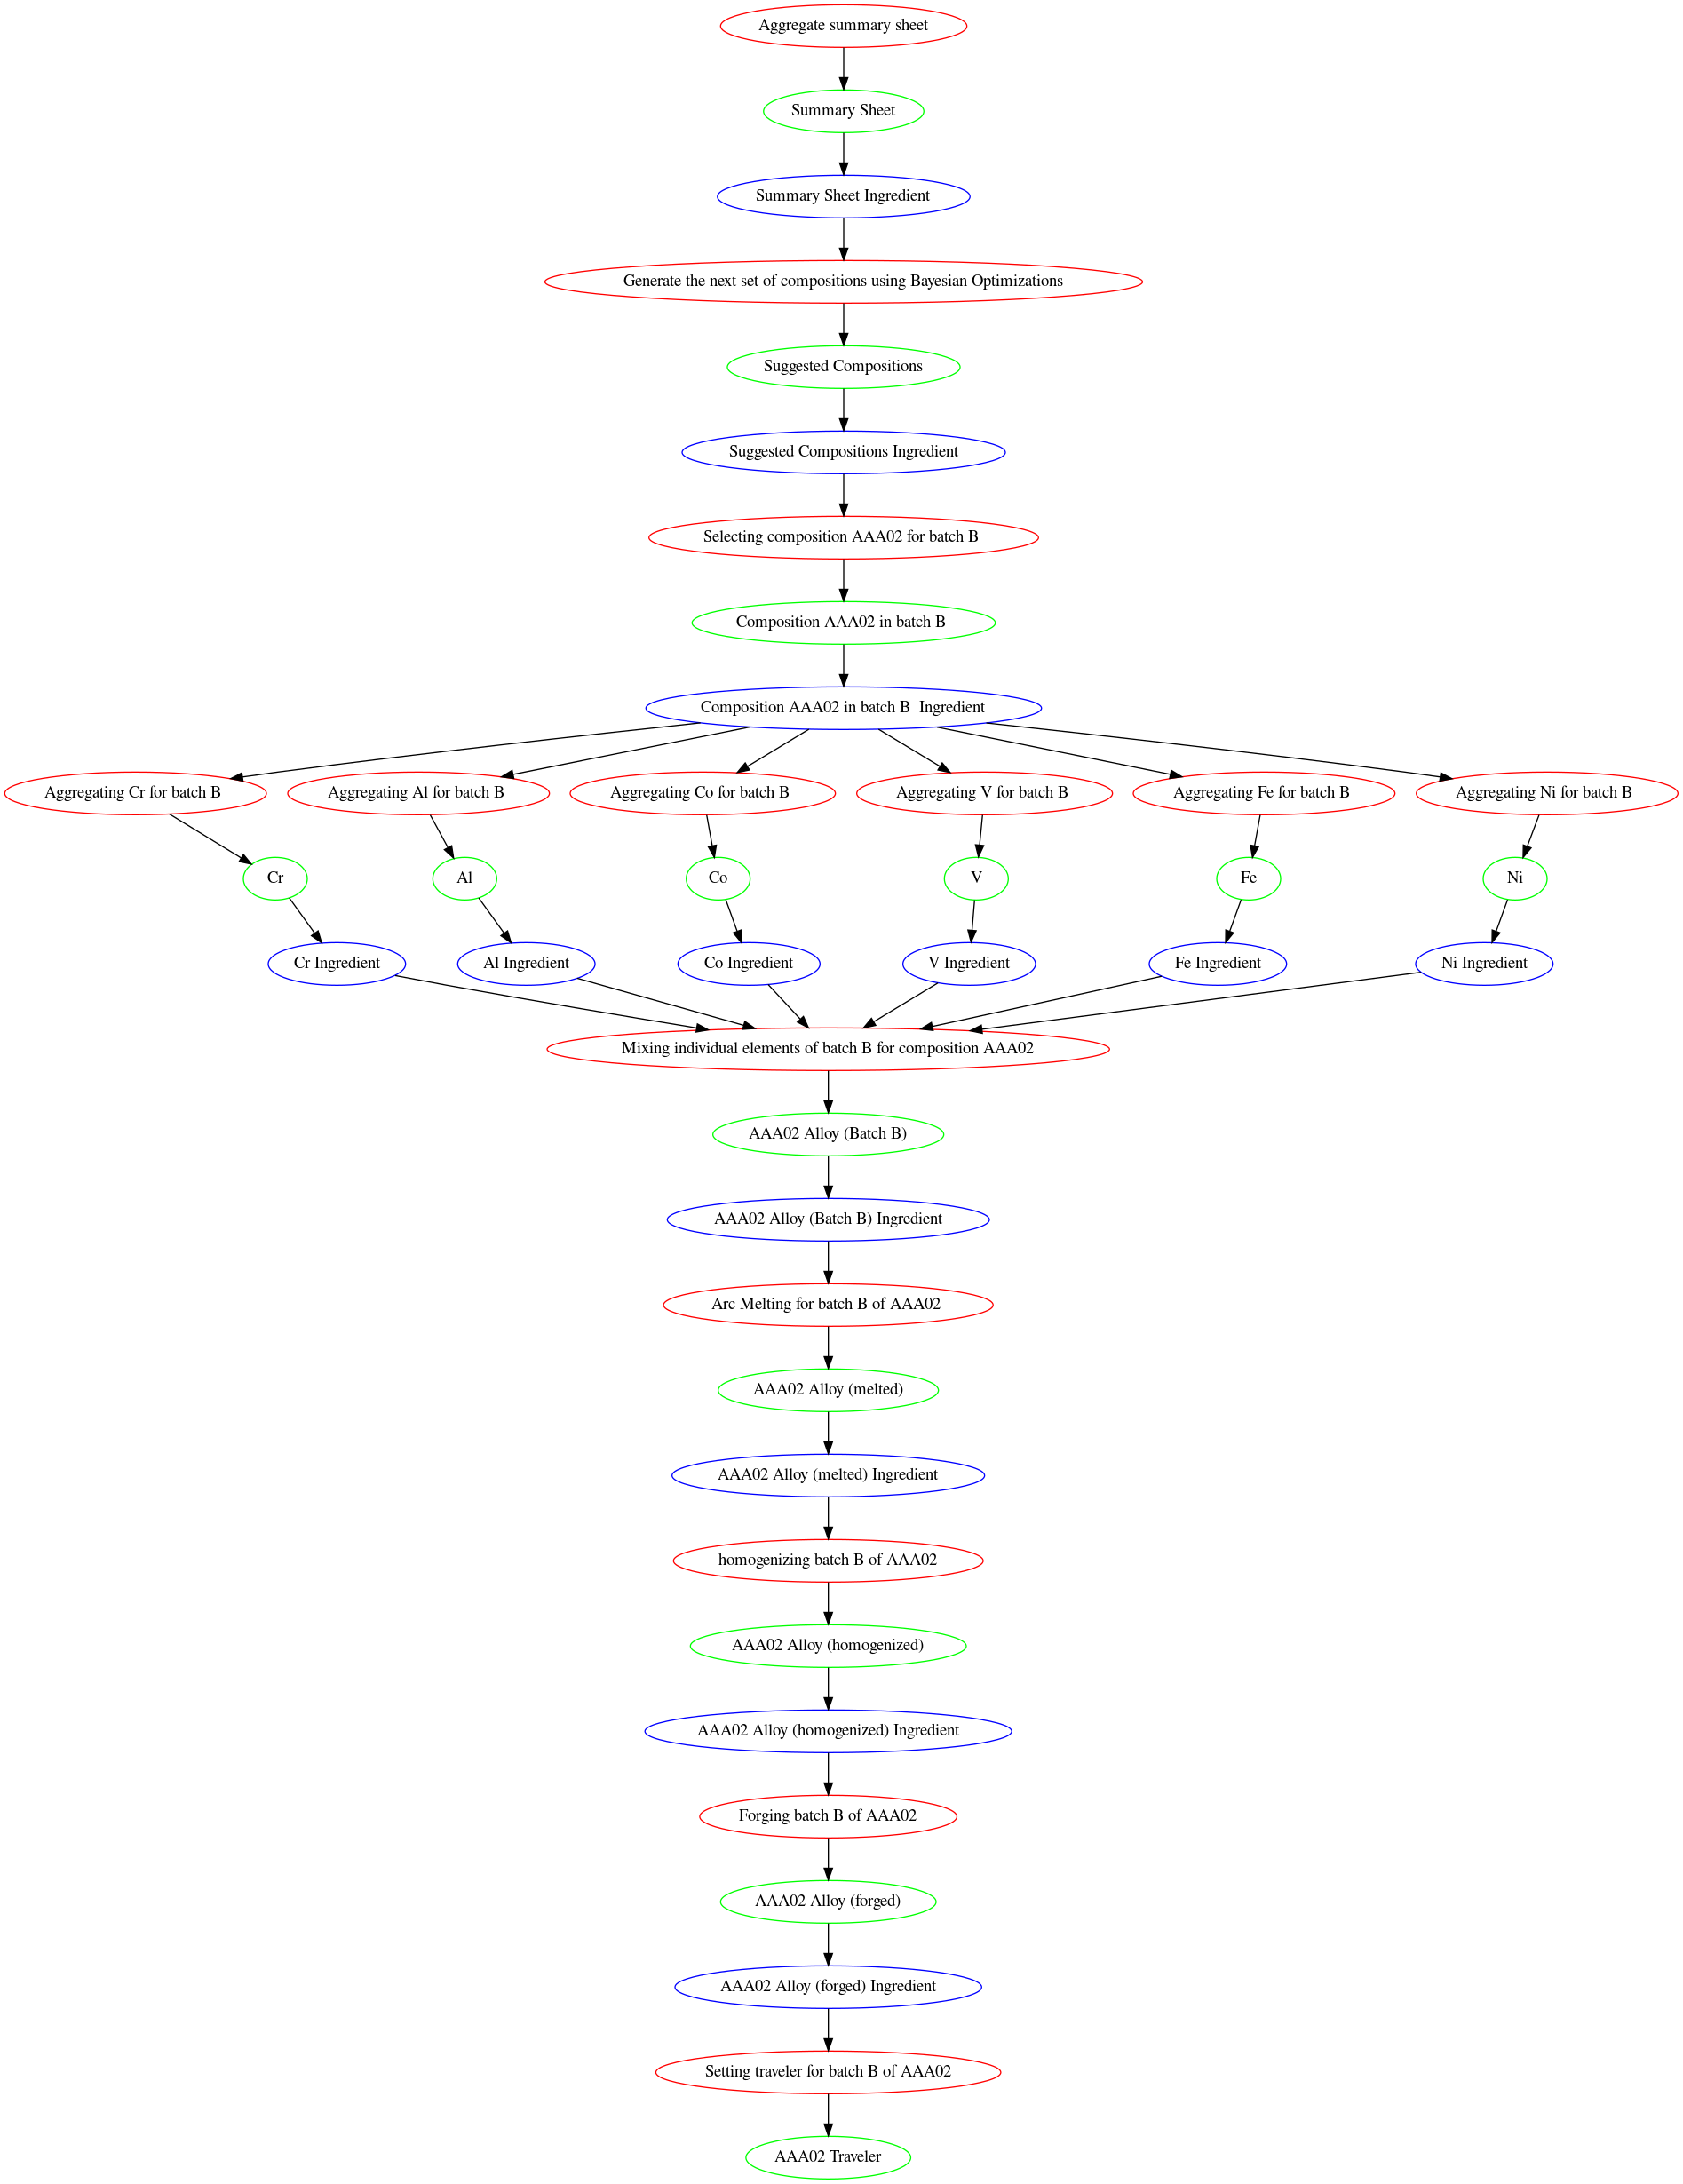 Aggregate summary sheet
Summary Sheet
Summary Sheet Ingredient
Generate the next set of compositions using Bayesian Optimizations
Suggested Compositions
Suggested Compositions Ingredient
Selecting composition AAA02 for batch B
Composition AAA02 in batch B
Composition AAA02 in batch B  Ingredient
Aggregating Cr for batch B
Aggregating Al for batch B
Aggregating Co for batch B
Aggregating V for batch B
Aggregating Fe for batch B
Aggregating Ni for batch B
Cr
Al
Co
V
Fe
Ni
Cr Ingredient
Al Ingredient
Co Ingredient
V Ingredient
Fe Ingredient
Ni Ingredient
Mixing individual elements of batch B for composition AAA02
AAA02 Alloy (Batch B)
AAA02 Alloy (Batch B) Ingredient
Arc Melting for batch B of AAA02
AAA02 Alloy (melted)
AAA02 Alloy (melted) Ingredient
homogenizing batch B of AAA02
AAA02 Alloy (homogenized)
AAA02 Alloy (homogenized) Ingredient
Forging batch B of AAA02
AAA02 Alloy (forged)
AAA02 Alloy (forged) Ingredient
Setting traveler for batch B of AAA02
AAA02 Traveler